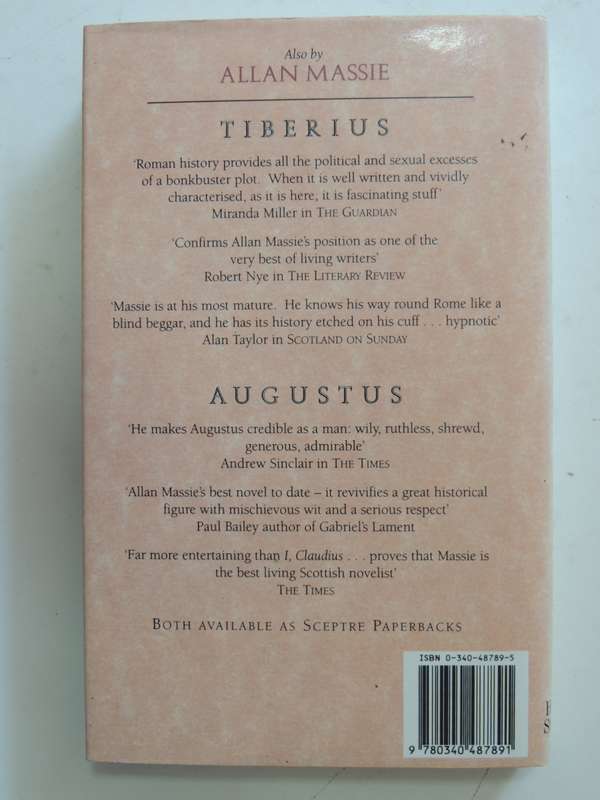 Also by
ALLAN MASSIE
TIBERIUS
'Roman history provides all the political and sexual excesses
of a bonkbuster plot. When it is well written and vividly
characterised, as it is here, it is fascinating stuff'
Miranda Miller in THE GUARDIAN
'Confirms Allan Massie's position as one of the
very best of living writers'
Robert Nye in THE LITERARY REVIEW
'Massie is at his most mature. He knows his way round Rome like a
blind beggar, and he has its history etched on his cuff . . . hypnotic'
Alan Taylor in SCOTLAND ON SUNDAY
AUGUSTUS
'He makes Augustus credible as a man: wily, ruthless, shrewd,
generous, admirable'
Andrew Sinclair in THE TIMES
'Allan Massie's best novel to date – it revivifies a great historical
figure with mischievous wit and a serious respect'
Paul Bailey author of Gabriel's Lament
'Far more entertaining than I, Claudius . . . proves that Massie is
the best living Scottish novelist'
THE TIMES
BOTH AVAILABLE AS SCEPTRE PAPERBACKS
ISBN 0-340-48789-5
9 780340 487891